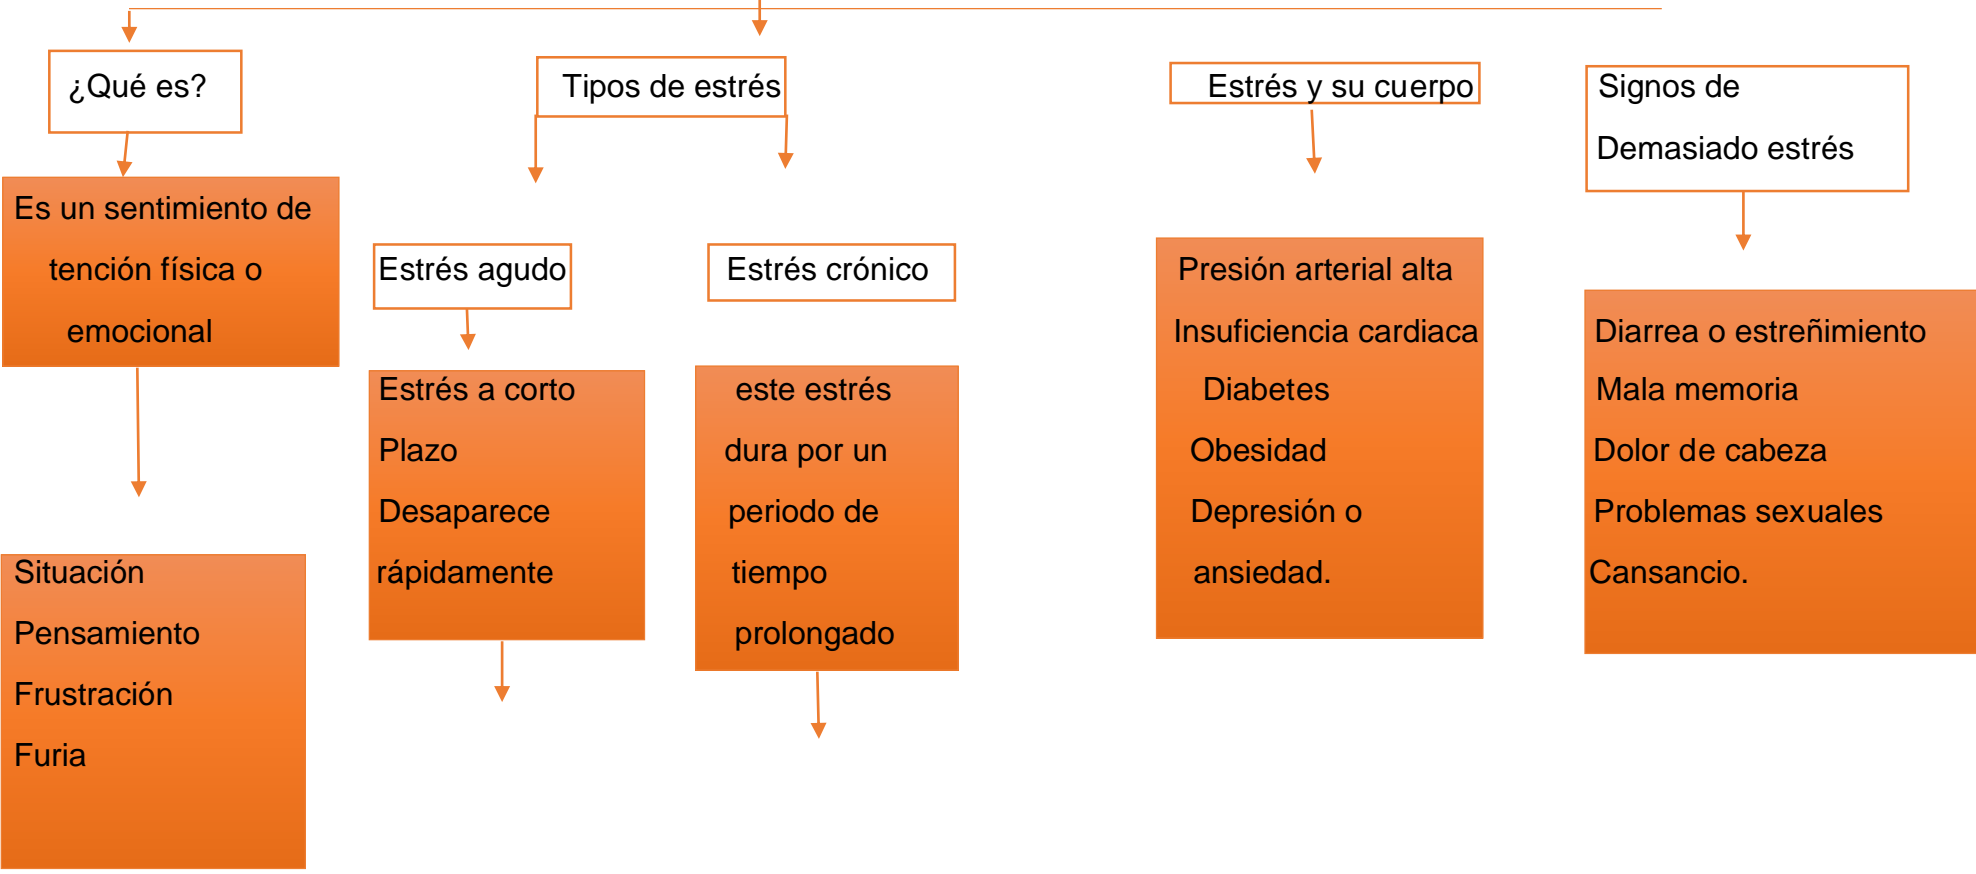 ¿Qué es?
Es un sentimiento de
tención física o
emocional
Situación
Pensamiento
Frustración
Furia
Tipos de estrés
Estrés agudo
Estrés a corto
Plazo
Desaparece
rápidamente
Estrés crónico
este estrés
dura por un
periodo de
tiempo
prolongado
Estrés y su cuerpo
Presión arterial alta
Insuficiencia cardiaca
Diabetes
Obesidad
Depresión o
ansiedad.
Signos de
Demasiado estrés
Diarrea o estreñimiento
Mala memoria
Dolor de cabeza
Problemas sexuales
Cansancio.